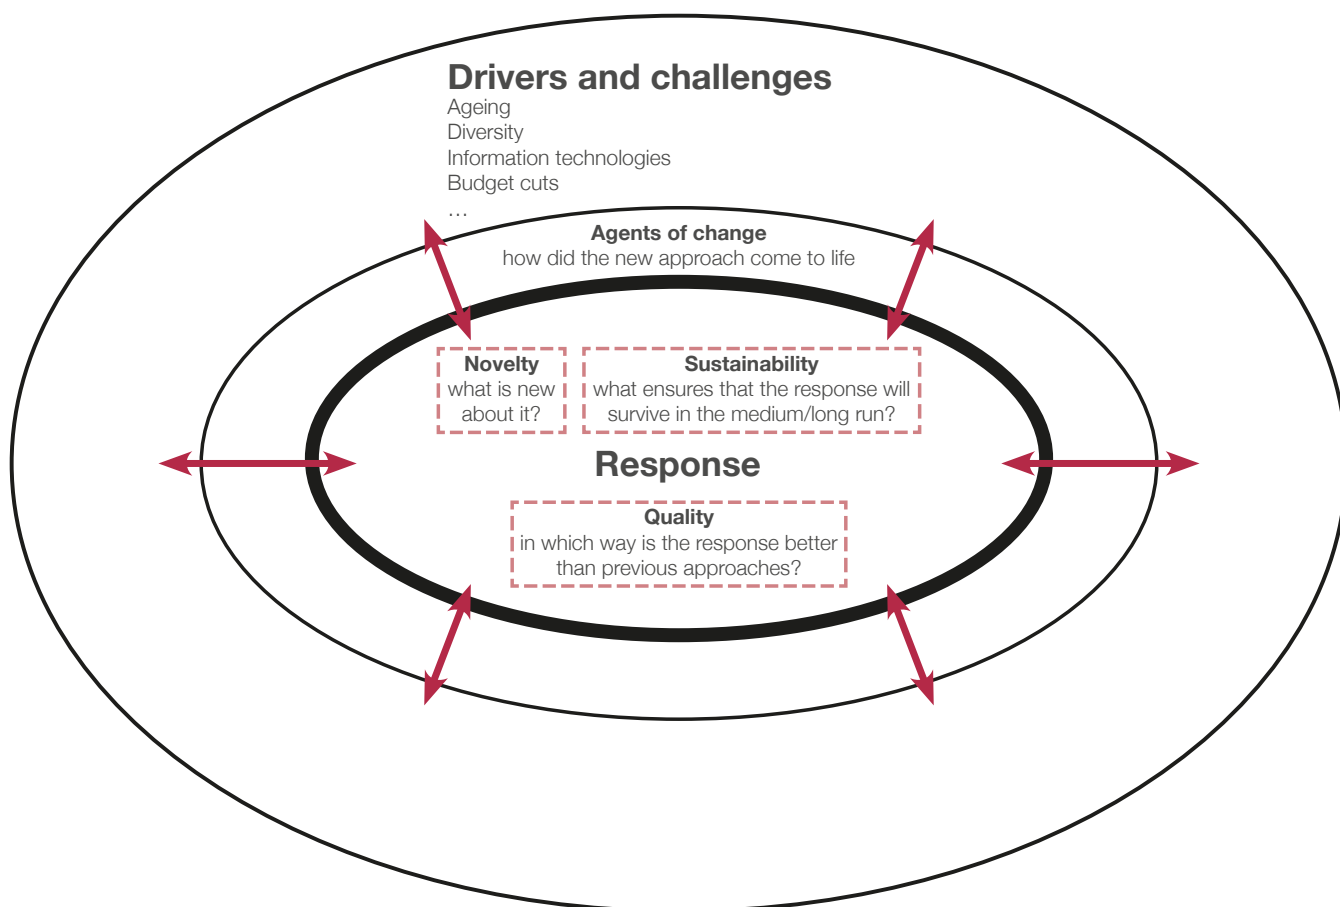 Drivers and challenges
Ageing
Diversity
Information technologies
Budget cuts
…
Agents of change
how did the new approach come to life
Novelty
what is new
about it?
Sustainability
what ensures that the response will
survive in the medium/long run?
Response
Quality
in which way is the response better
than previous approaches?